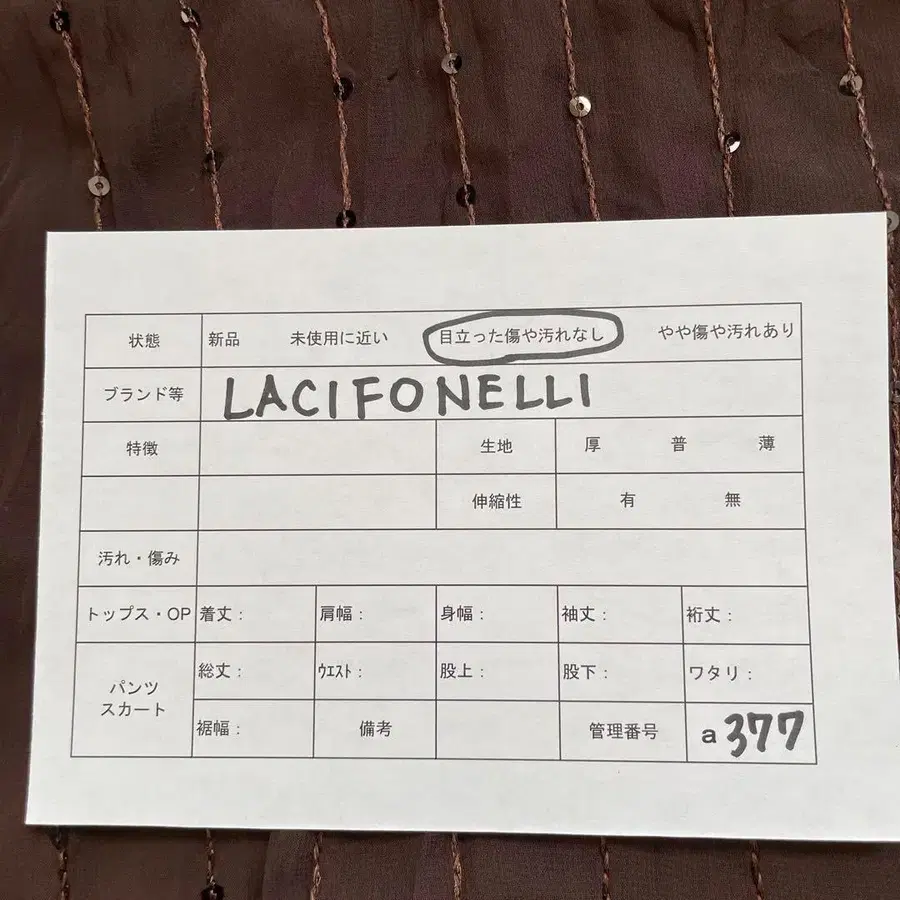 状態 新品 未使用に近い 目立った傷や汚れなし やや傷や汚れあり
ブランド等 LACIFONELLI
特徴 生地 厚 普 薄
伸縮性 有 無
汚れ・傷み
トップス・OP 着丈: 肩幅: 身幅: 袖丈: 裄丈:
パンツ スカート 総丈: ｳｴｽﾄ: 股上: 股下: ワタリ:
裾幅: 備考 管理番号 a 377